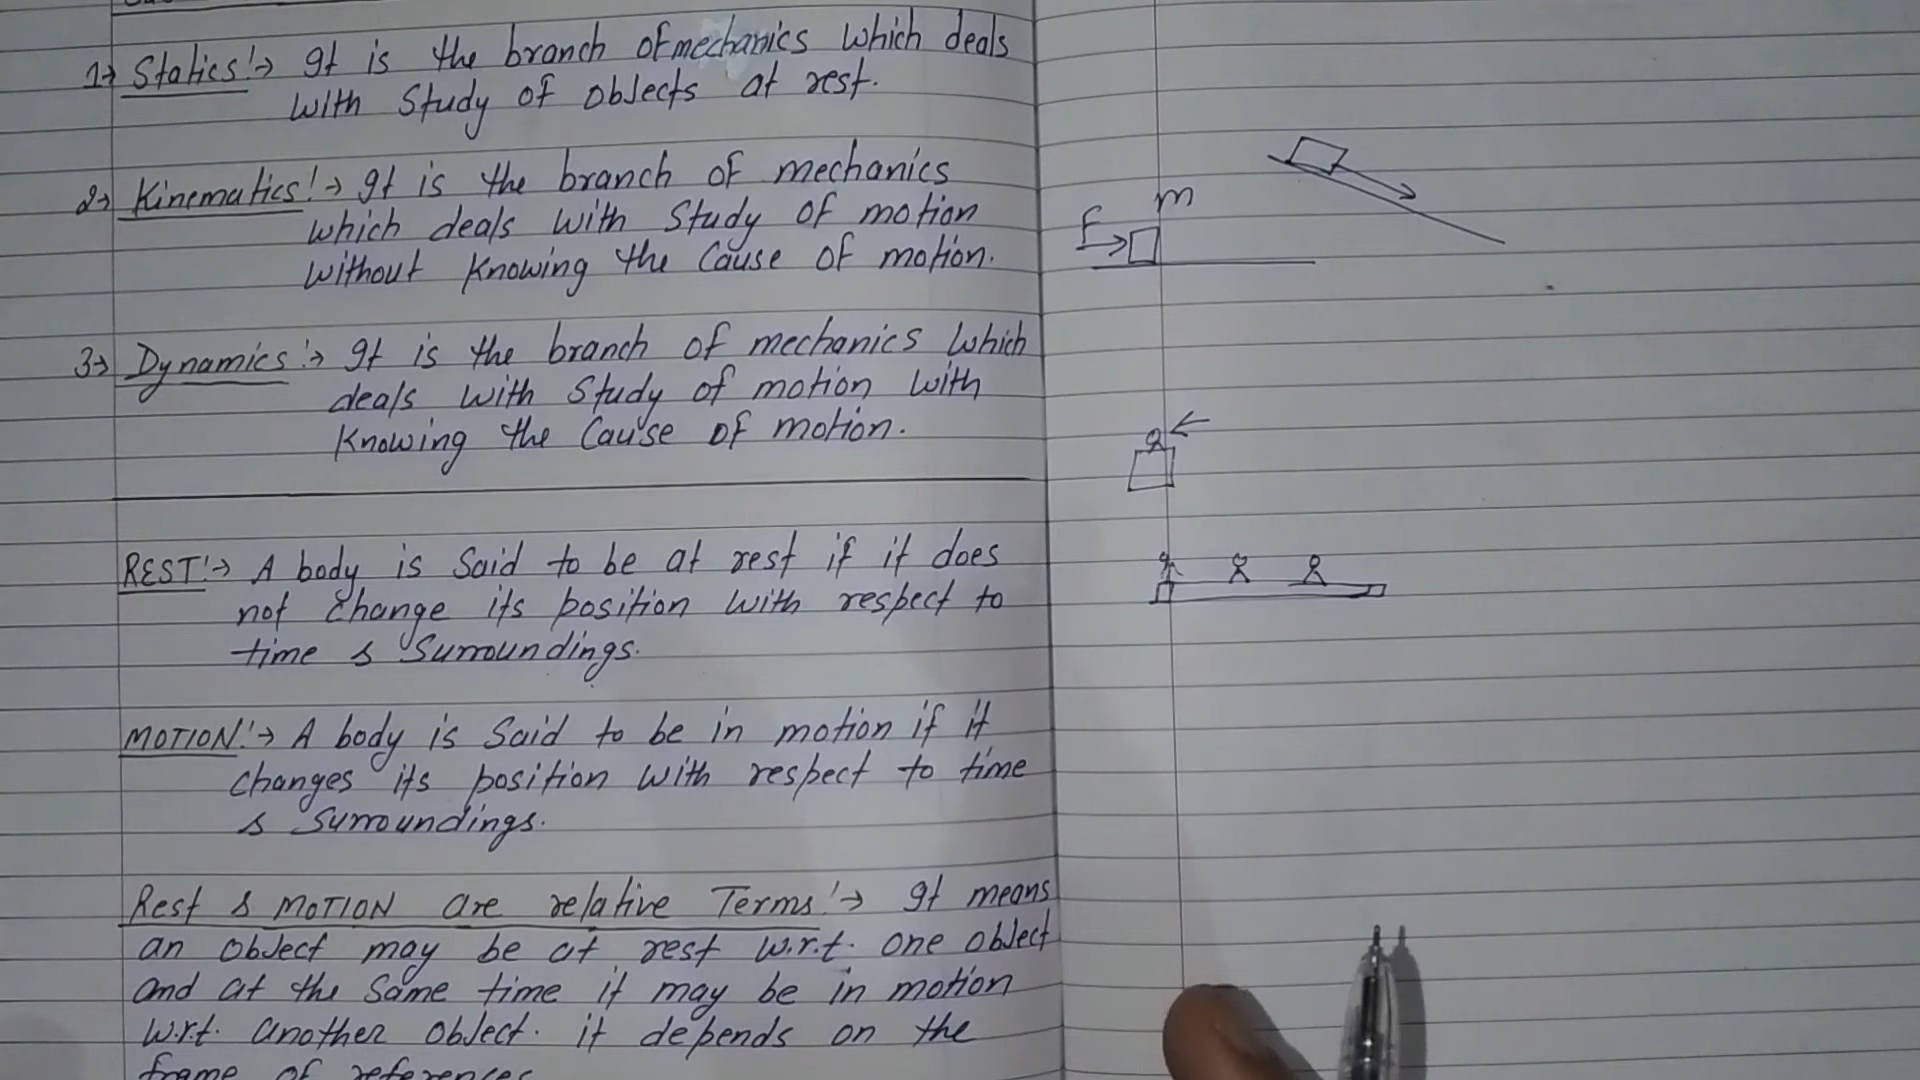 1→ Statics:→ It is the branch of mechanics which deals
with study of objects at rest.
2→ Kinematics:→ It is the branch of mechanics
which deals with study of motion
without knowing the cause of motion.
3→ Dynamics:→ It is the branch of mechanics which
deals with study of motion with
knowing the cause of motion.
REST:→ A body is said to be at rest if it does
not change its position with respect to
time & surroundings.
MOTION:→ A body is said to be in motion if it
changes its position with respect to time
& surroundings.
Rest & MOTION are relative Terms:→ It means
an object may be at rest w.r.t. one object
and at the same time it may be in motion
w.r.t. another object. it depends on the
frame of references
F
m